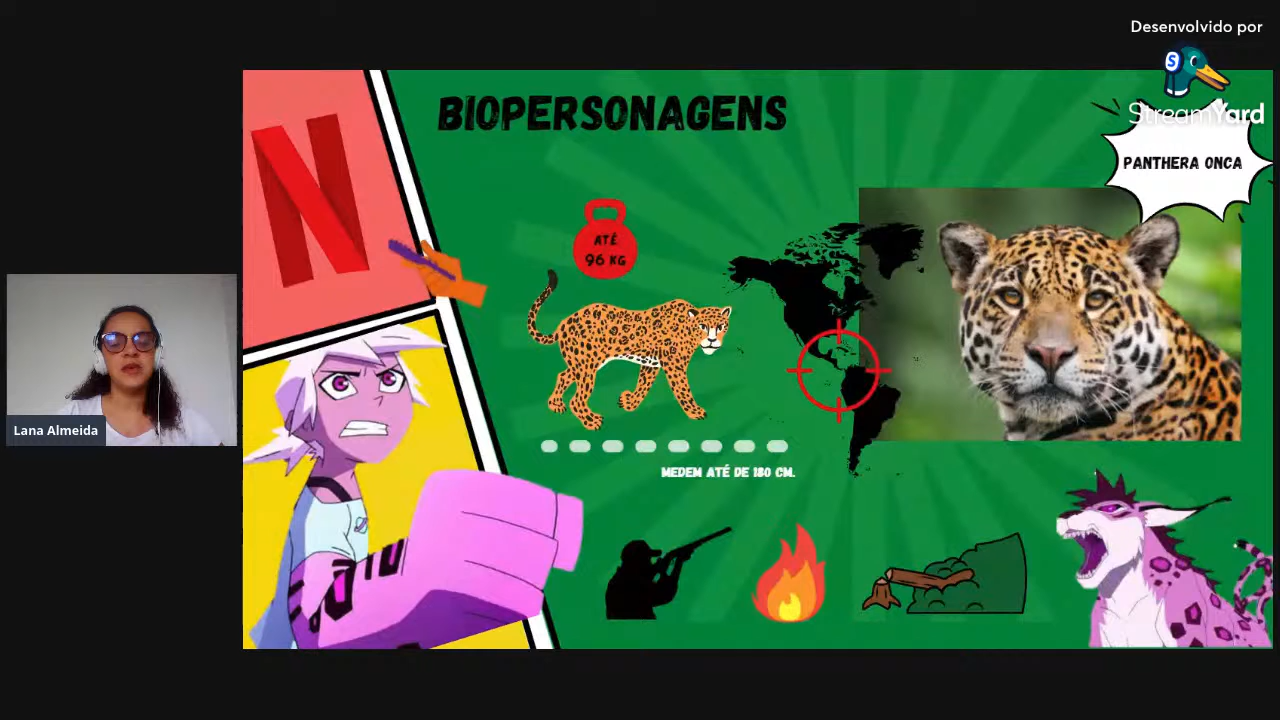 Desenvolvido por
S
StreamYard
BIOPERSONAGENS
PANTHERA ONCA
N
ATÉ
96 KG
Lana Almeida
MEDEM ATÉ DE 180 CM.